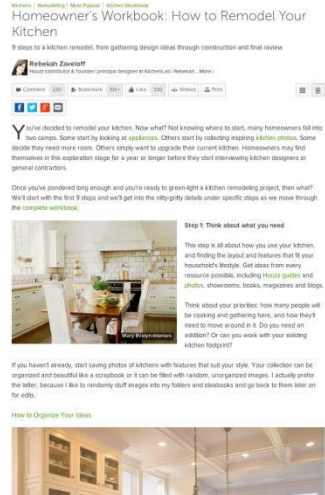 Kitchens | Remodeling | Most Popular | Kitchen Workbook
Homeowner's Workbook: How to Remodel Your
Kitchen
9 steps to a kitchen remodel, from gathering design ideas through construction and final review
Rebekah Zaveloff
Houzz contributor & founder/ principal designer at KitchenLab | Rebekah... More ›
Comment 220 Bookmark 10k+ Like 330 Embed Print
You've decided to remodel your kitchen. Now what? Not knowing where to start, many homeowners fall into
two camps. Some start by looking at appliances. Others start by collecting inspiring kitchen photos. Some
decide they need more room. Others simply want to upgrade their current kitchen. Homeowners may find
themselves in this exploration stage for a year or longer before they start interviewing kitchen designers or
general contractors.
Once you've pondered long enough and you're ready to green-light a kitchen remodeling project, then what?
We'll start with the first 9 steps and we'll get into the nitty-gritty details under specific steps as we move through
the complete workbook.
Mary Evelyn Interiors
Step 1: Think about what you need
This step is all about how you use your kitchen,
and finding the layout and features that fit your
household's lifestyle. Get ideas from every
resource possible, including Houzz guides and
photos, showrooms, books, magazines and blogs.
Think about your priorities: how many people will
be cooking and gathering here, and how they'll
need to move around in it. Do you need an
addition? Or can you work with your existing
kitchen footprint?
If you haven't already, start saving photos of kitchens with features that suit your style. Your collection can be
organized and beautiful like a scrapbook or it can be filled with random, unorganized images. I actually prefer
the latter, because I like to randomly stuff images into my folders and ideabooks and go back to them later on
for edits.
How to Organize Your Ideas